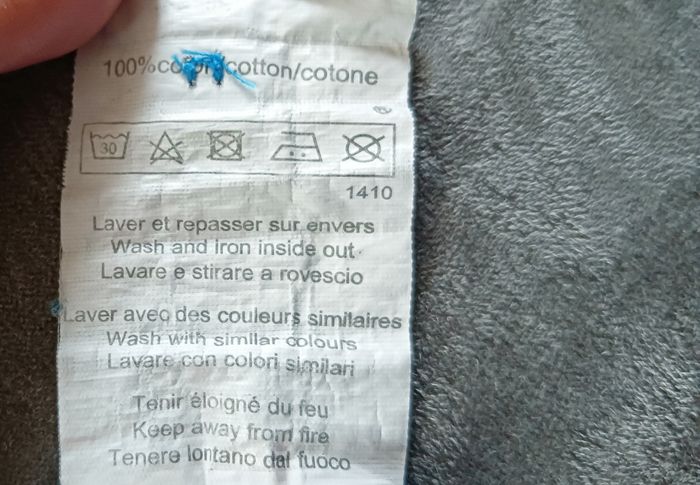 100% cotton/cotone
30
1410
Laver et repasser sur envers
Wash and iron inside out
Lavare e stirare a rovescio
Laver avec des couleurs similaires
Wash with similar colours
Lavare con colori similari
Tenir éloigné du feu
Keep away from fire
Tenere lontano dal fuoco